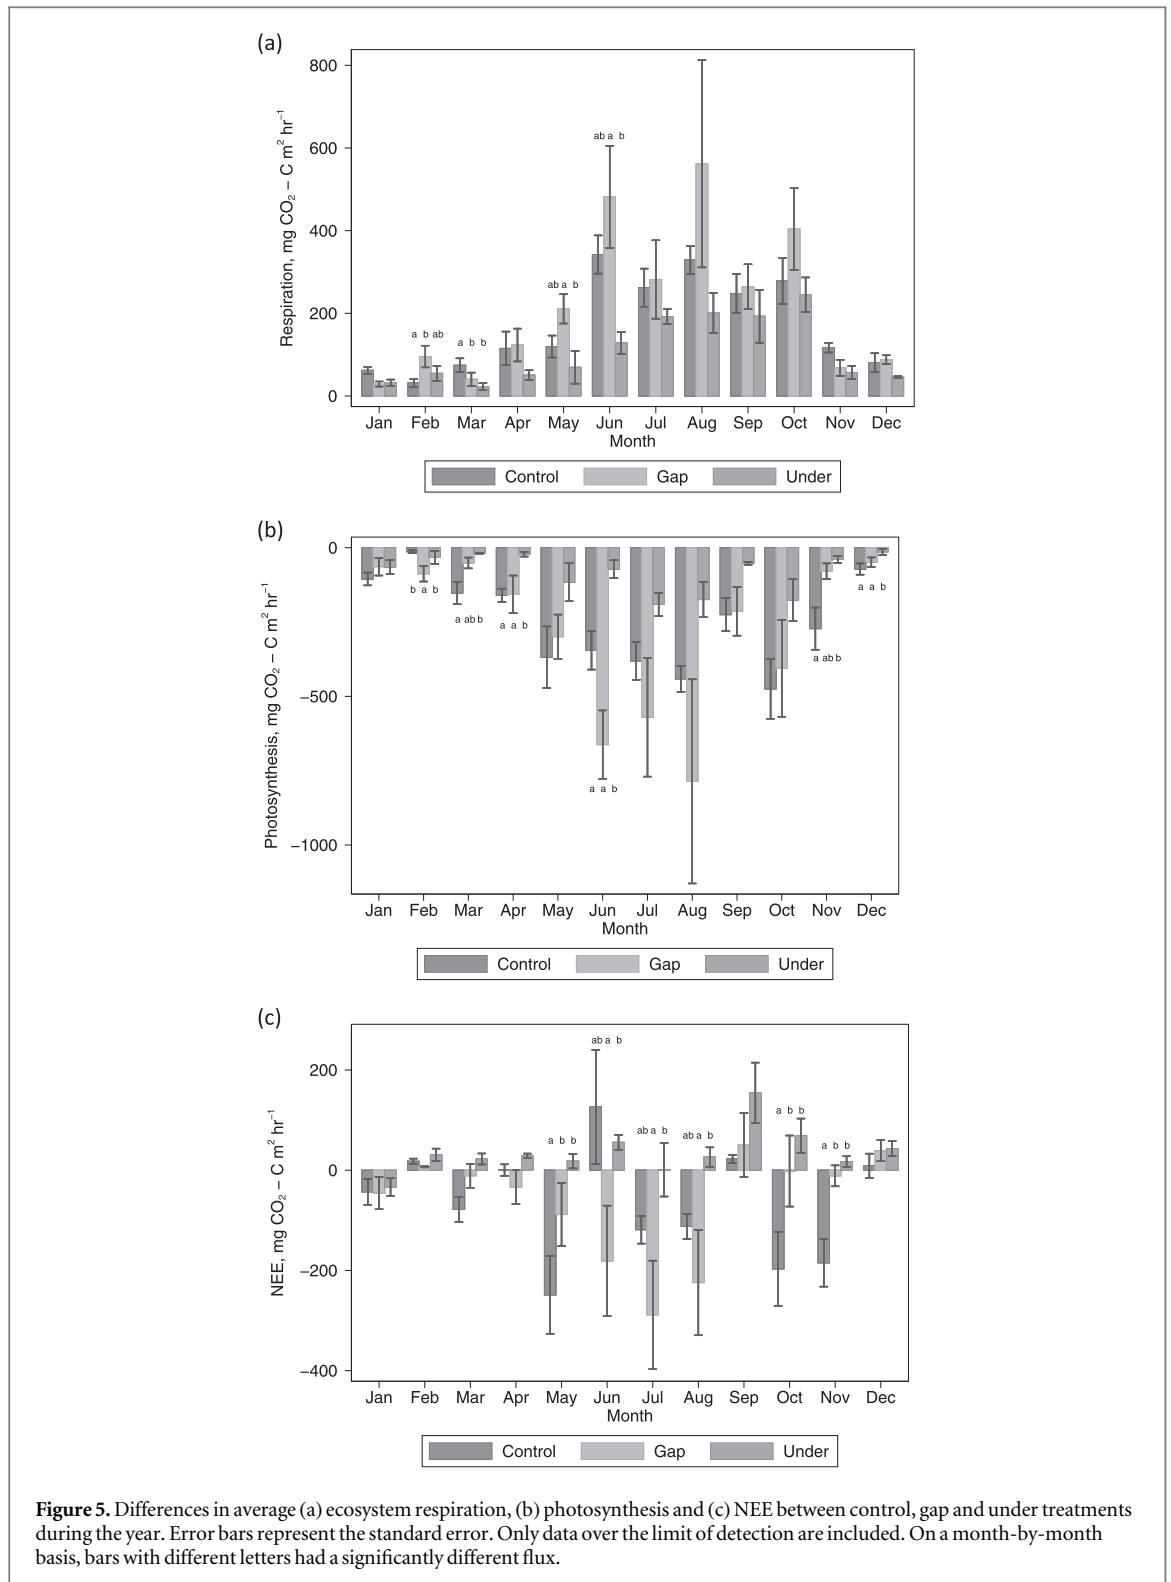 (a)
Respiration, mg CO₂ – C m² hr⁻¹
800
600
400
200
0
a b ab
a b b
ab a b
ab a b
Jan Feb Mar Apr May Jun Jul Aug Sep Oct Nov Dec
Month
Control Gap Under
(b)
Photosynthesis, mg CO₂ – C m² hr⁻¹
0
−500
−1000
b a b
a ab b
a a b
a a b
a ab b
a a b
Jan Feb Mar Apr May Jun Jul Aug Sep Oct Nov Dec
Month
Control Gap Under
(c)
NEE, mg CO₂ – C m² hr⁻¹
200
0
−200
−400
a b b
ab a b
ab a b
ab a b
a b b
a b b
Jan Feb Mar Apr May Jun Jul Aug Sep Oct Nov Dec
Month
Control Gap Under
Figure 5. Differences in average (a) ecosystem respiration, (b) photosynthesis and (c) NEE between control, gap and under treatments
during the year. Error bars represent the standard error. Only data over the limit of detection are included. On a month-by-month
basis, bars with different letters had a significantly different flux.